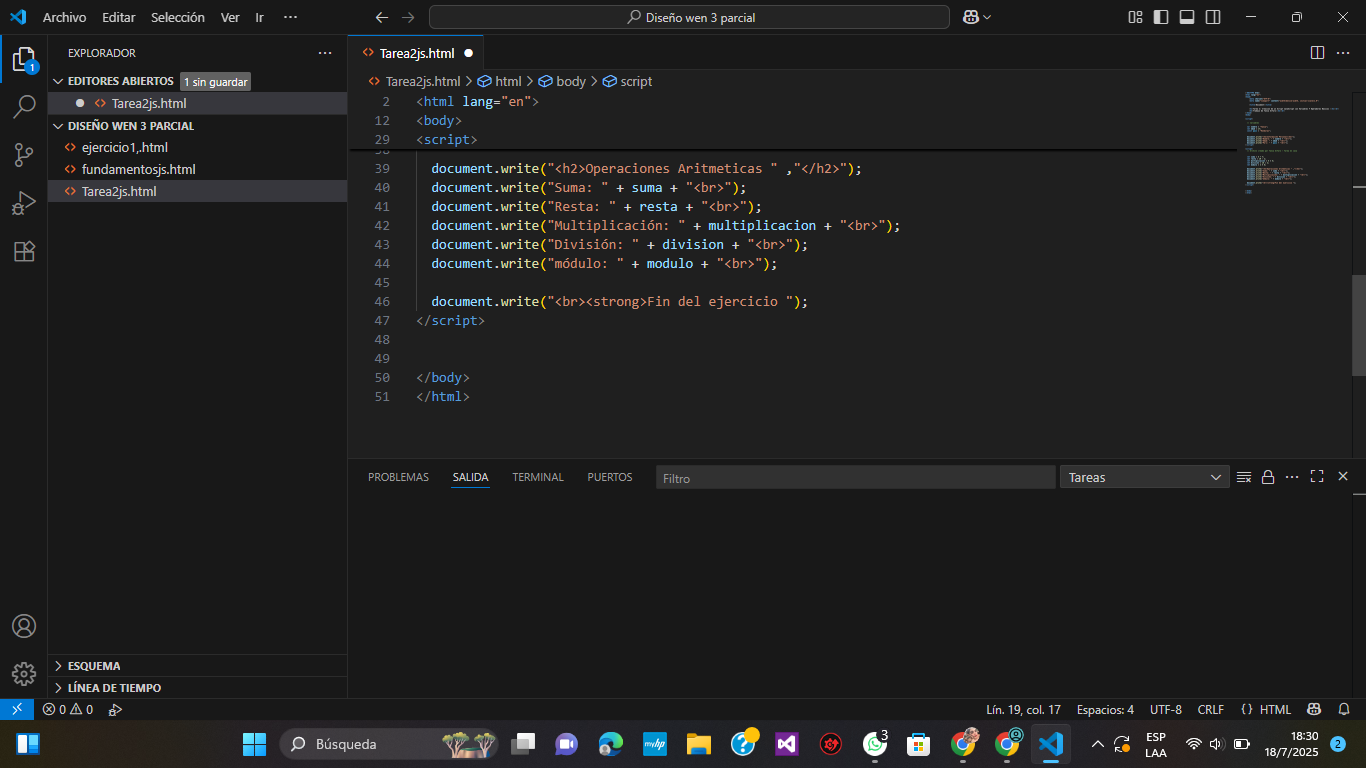 Archivo Editar Selección Ver Ir ··· Diseño wen 3 parcial
EXPLORADOR ···
EDITORES ABIERTOS 1 sin guardar
Tarea2js.html
DISEÑO WEN 3 PARCIAL
ejercicio1,.html
fundamentosjs.html
Tarea2js.html
ESQUEMA
LÍNEA DE TIEMPO
Tarea2js.html
Tarea2js.html > html > body > script
2 <html lang="en">
12 <body>
29 <script>
39 document.write("<h2>Operaciones Aritmeticas " ,"</h2>");
40 document.write("Suma: " + suma + "<br>");
41 document.write("Resta: " + resta + "<br>");
42 document.write("Multiplicación: " + multiplicacion + "<br>");
43 document.write("División: " + division + "<br>");
44 document.write("módulo: " + modulo + "<br>");
45
46 document.write("<br><strong>Fin del ejercicio ");
47 </script>
48
49
50 </body>
51 </html>
PROBLEMAS SALIDA TERMINAL PUERTOS Filtro Tareas
1
0 0 Lín. 19, col. 17 Espacios: 4 UTF-8 CRLF {} HTML
Búsqueda
myhp
3
ESP
LAA
18:30
18/7/2025
2